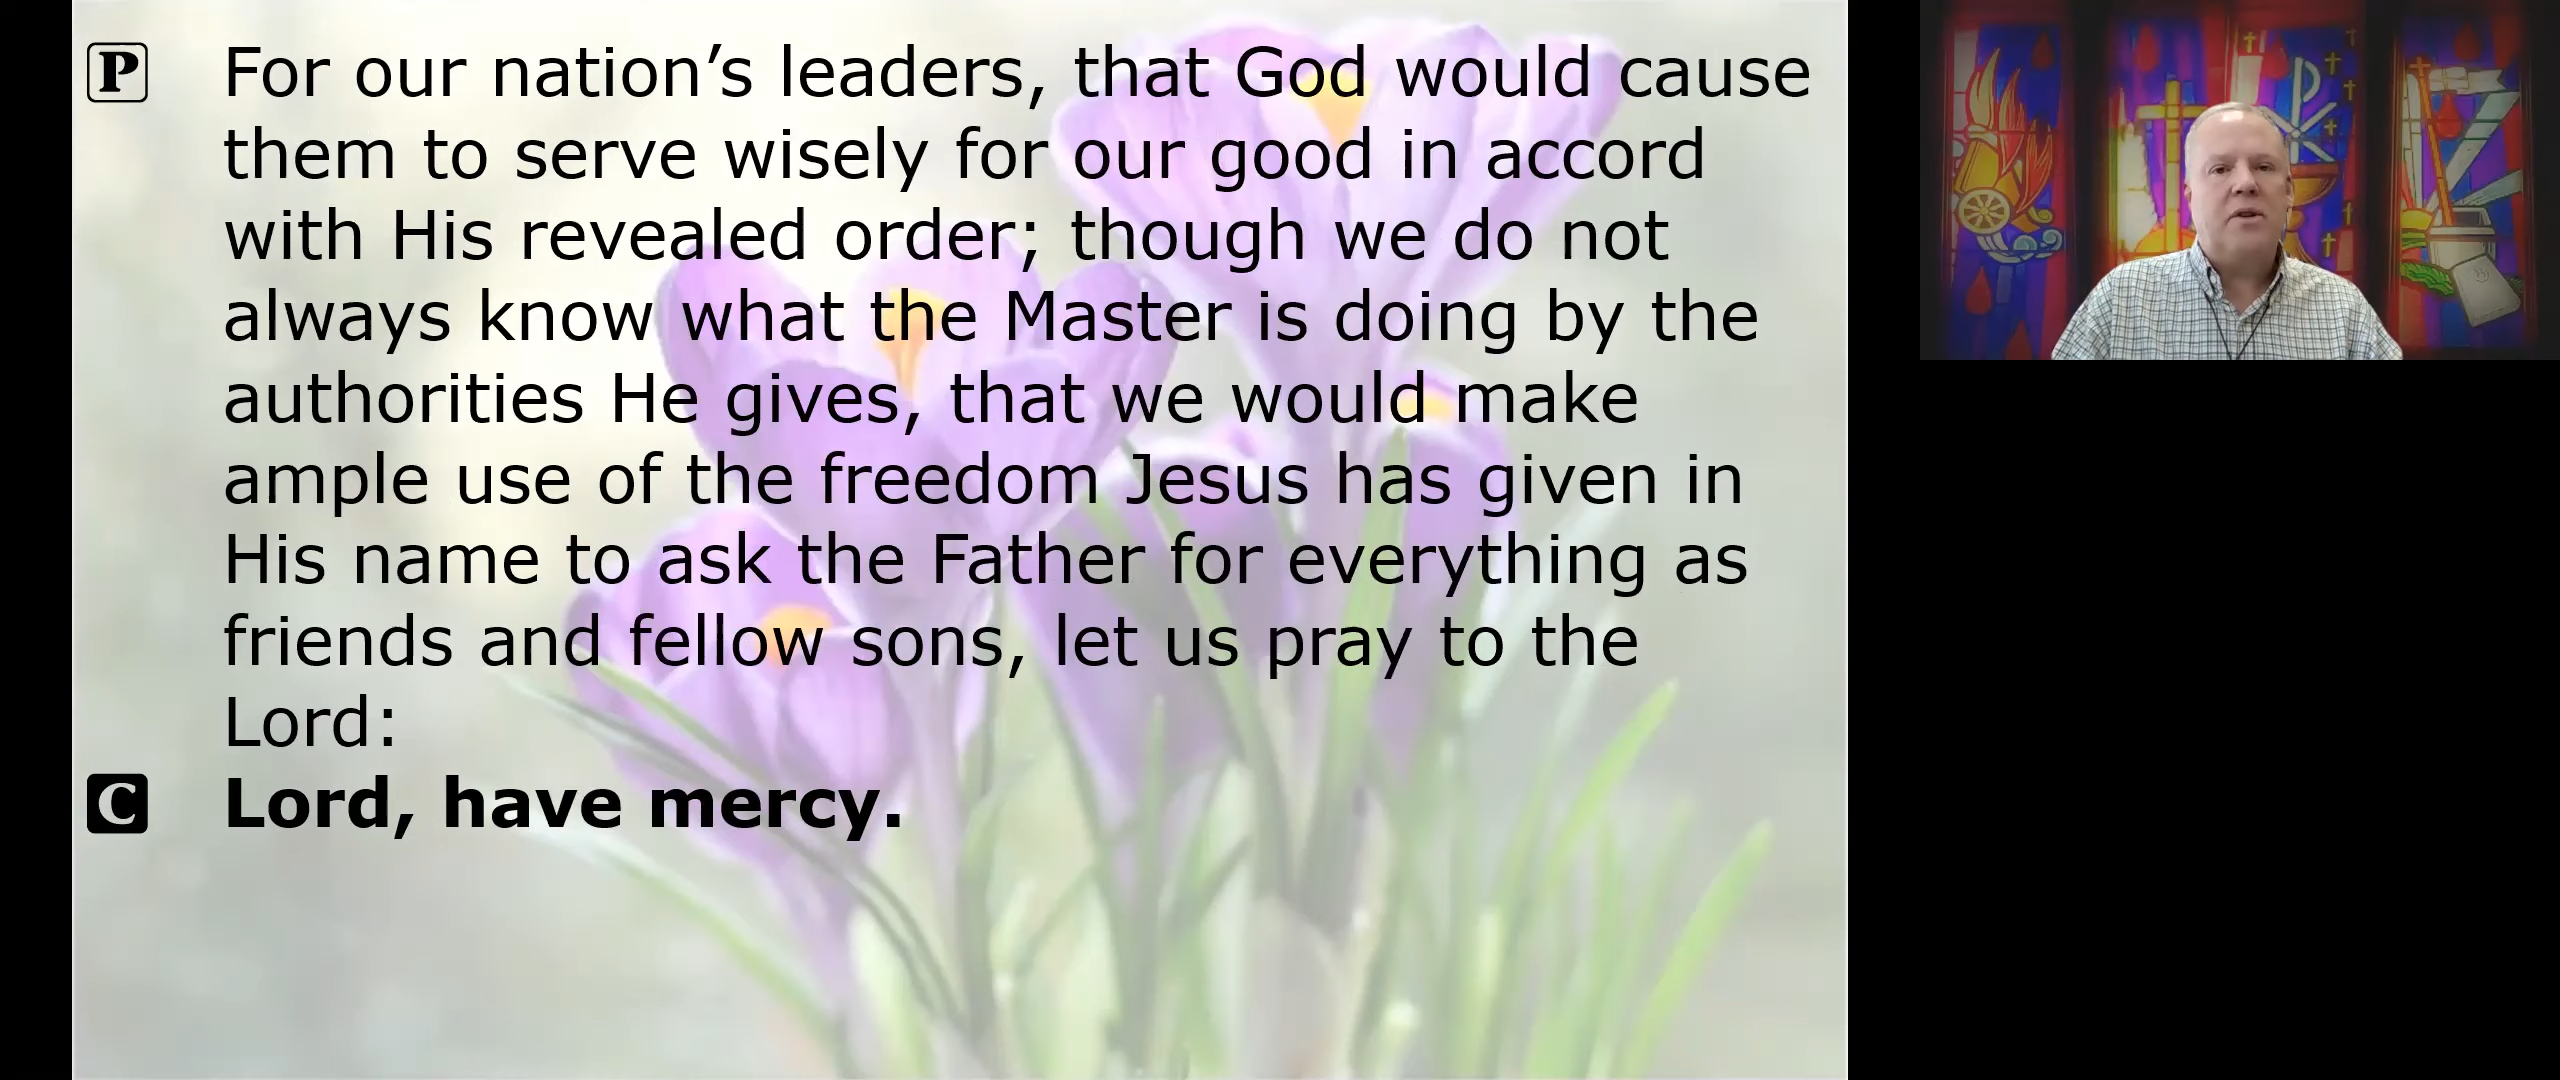 P For our nation’s leaders, that God would cause
them to serve wisely for our good in accord
with His revealed order; though we do not
always know what the Master is doing by the
authorities He gives, that we would make
ample use of the freedom Jesus has given in
His name to ask the Father for everything as
friends and fellow sons, let us pray to the
Lord:
C Lord, have mercy.